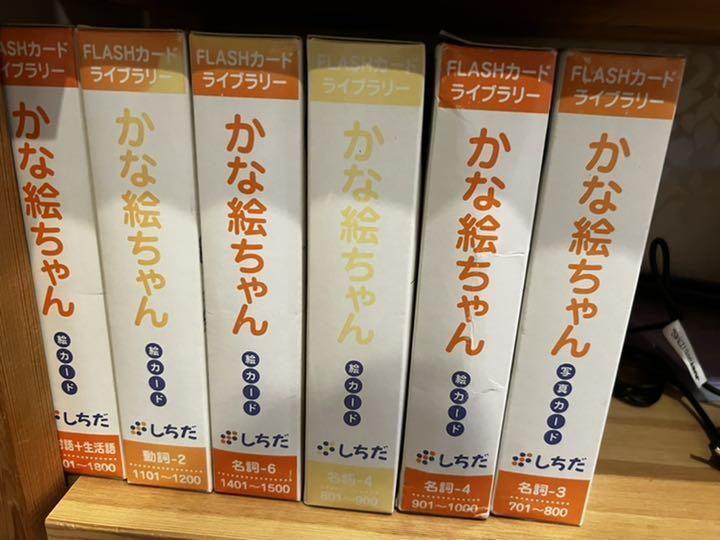 ASHカード
イブラリー
かな絵ちゃん
絵カード
しちだ
語+生活語
01〜1800
FLASHカード
ライブラリー
かな絵ちゃん
絵カード
しちだ
動詞-2
1101〜1200
FLASHカード
ライブラリー
かな絵ちゃん
絵カード
しちだ
名詞-6
1401〜1500
FLASHカード
ライブラリー
かな絵ちゃん
絵カード
しちだ
名詞-4
801〜900
FLASHカード
ライブラリー
かな絵ちゃん
絵カード
しちだ
名詞-4
901〜1000
FLASHカード
ライブラリー
かな絵ちゃん
写真カード
しちだ
名詞-3
701〜800